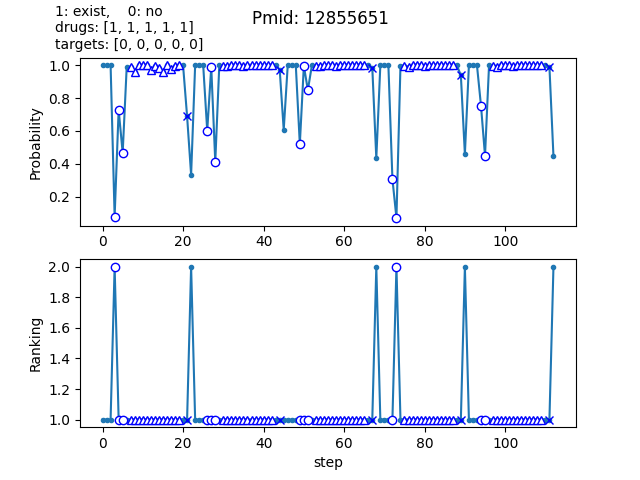 1: exist,    0: no
drugs: [1, 1, 1, 1, 1]
targets: [0, 0, 0, 0, 0]
Pmid: 12855651
1.0
0.8
0.6
0.4
0.2
Probability
0 20 40 60 80 100
2.0
1.8
1.6
1.4
1.2
1.0
Ranking
0 20 40 60 80 100
step